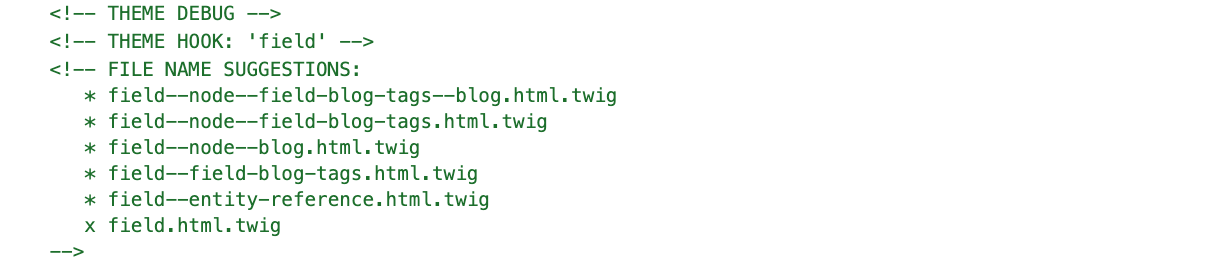 <!-- THEME DEBUG -->
<!-- THEME HOOK: 'field' -->
<!-- FILE NAME SUGGESTIONS:
   * field--node--field-blog-tags--blog.html.twig
   * field--node--field-blog-tags.html.twig
   * field--node--blog.html.twig
   * field--field-blog-tags.html.twig
   * field--entity-reference.html.twig
   x field.html.twig
-->